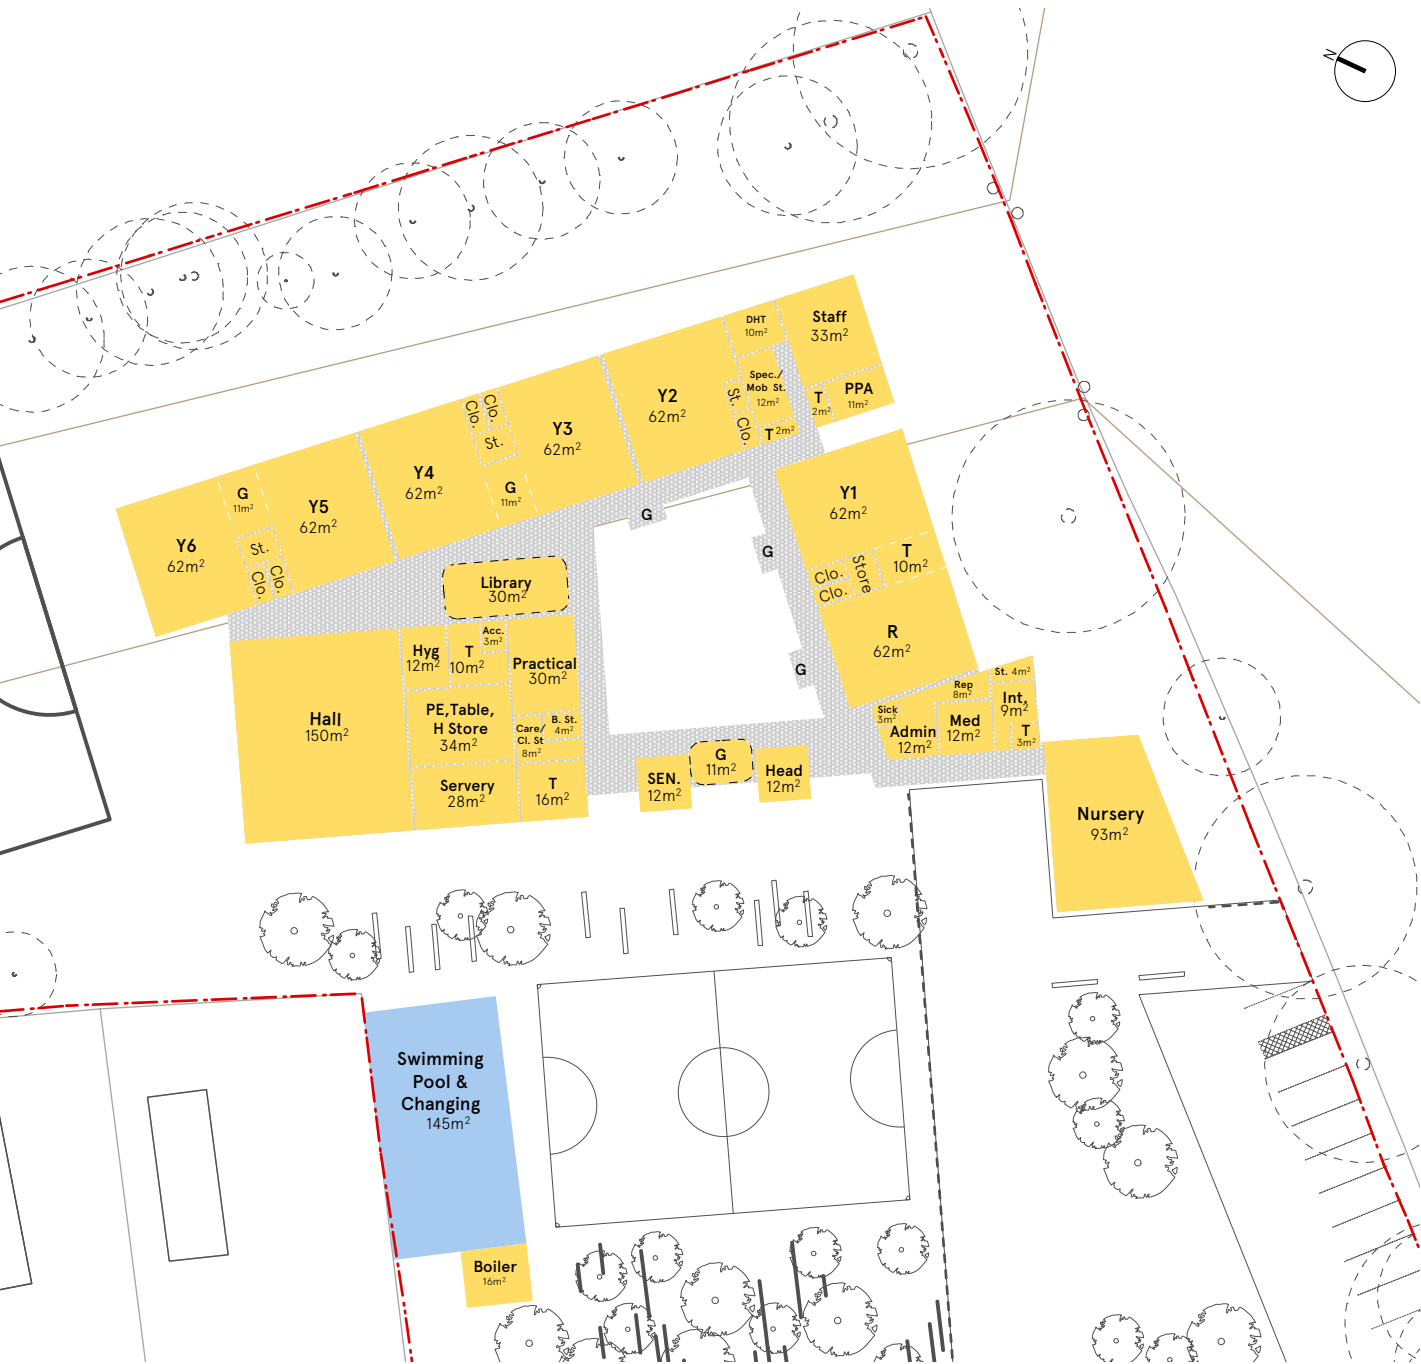 N
DHT
10m²
Staff
33m²
Spec./
Mob St.
12m²
T
2m²
PPA
11m²
St.
Clo.
T 2m²
Y2
62m²
Clo.
Clo.
St.
Y3
62m²
Y4
62m²
G
11m²
G
11m²
Y5
62m²
St.
Clo.
Clo.
Y6
62m²
G
G
G
Y1
62m²
T
10m²
Clo.
Clo.
Store
R
62m²
Library
30m²
Hyg
12m²
T
10m²
Acc.
3m²
Practical
30m²
Hall
150m²
PE,Table,
H Store
34m²
Care/
Cl. St
8m²
B. St.
4m²
Servery
28m²
T
16m²
SEN.
12m²
G
11m²
Head
12m²
Sick
3m²
Admin
12m²
Rep
8m²
Med
12m²
St. 4m²
Int.
9m²
T
3m²
Nursery
93m²
Swimming
Pool &
Changing
145m²
Boiler
16m²